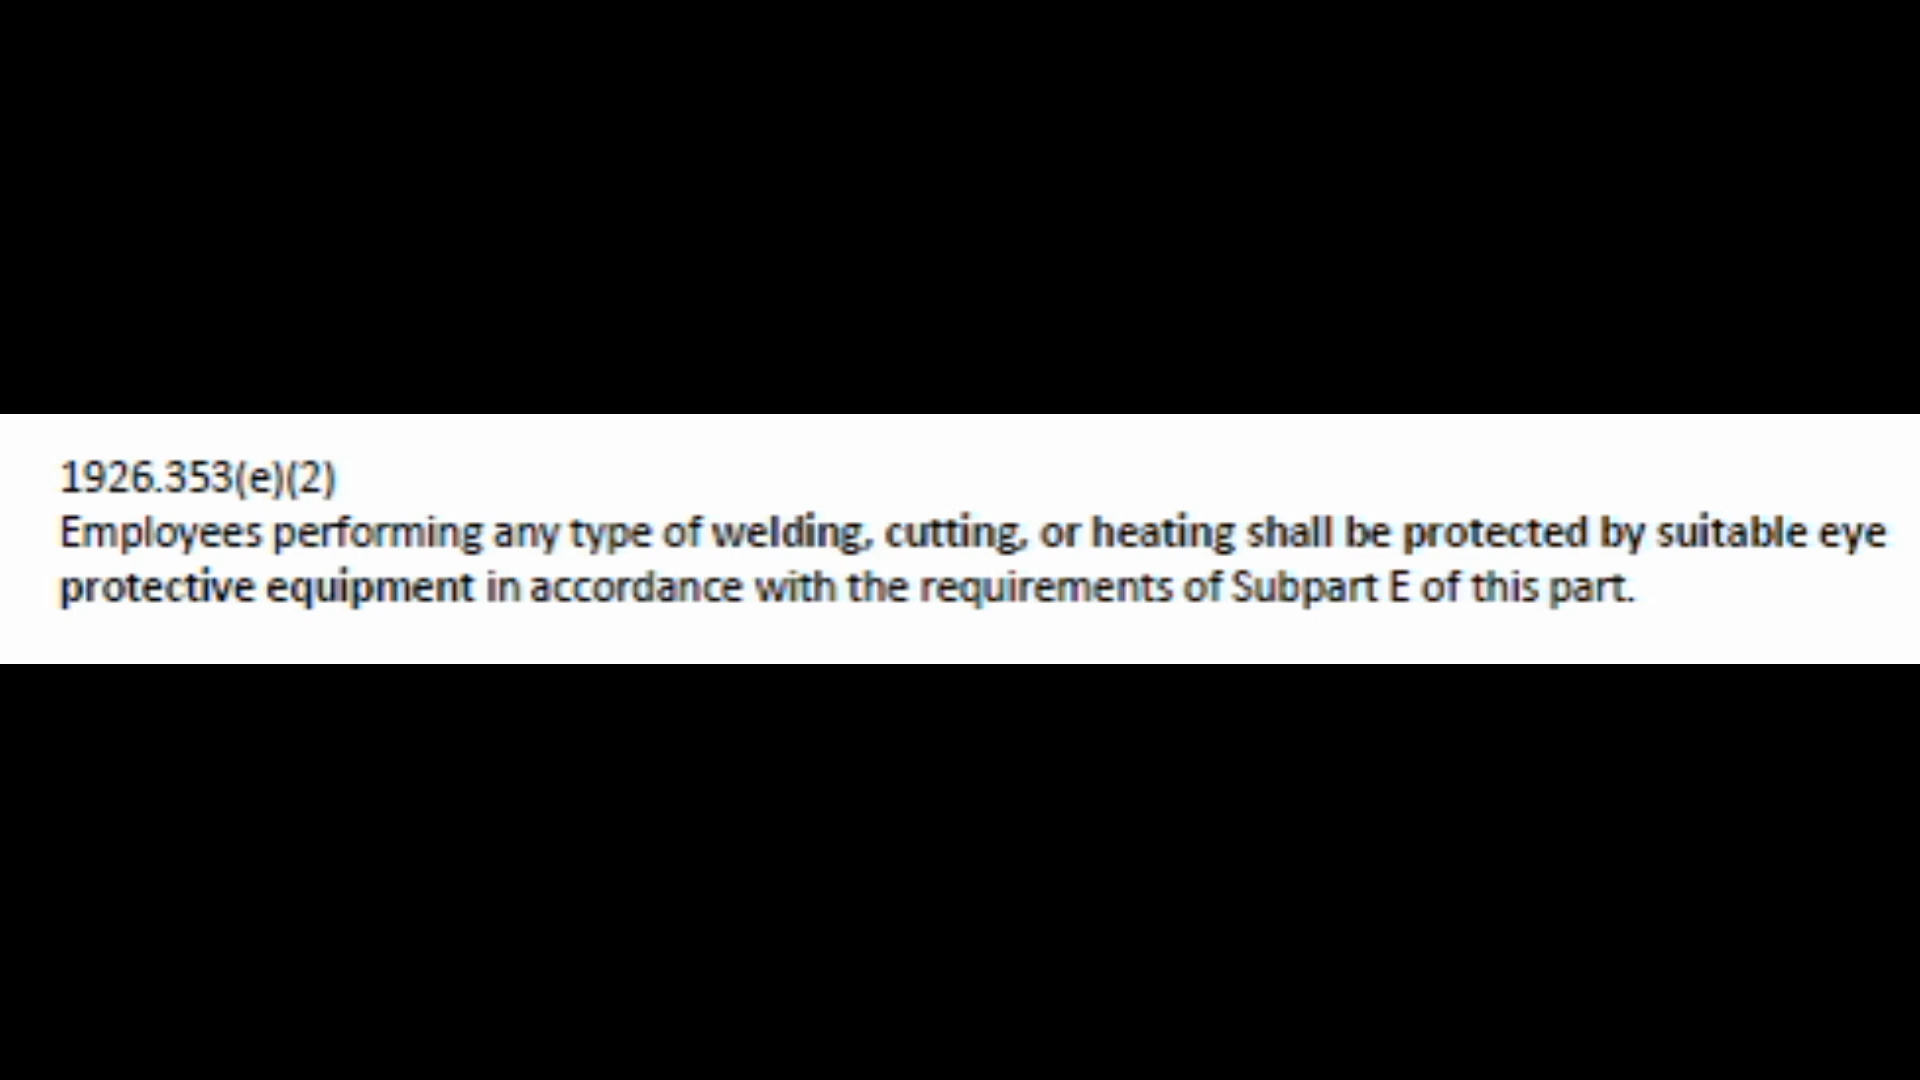 1926.353(e)(2)
Employees performing any type of welding, cutting, or heating shall be protected by suitable eye
protective equipment in accordance with the requirements of Subpart E of this part.